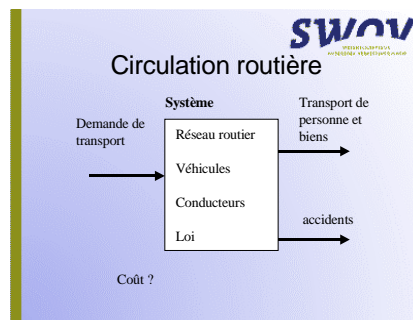 SWOV
Circulation routière
Système
Transport de
personne et
biens
Demande de
transport
Réseau routier
Véhicules
Conducteurs
Loi
accidents
Coût ?